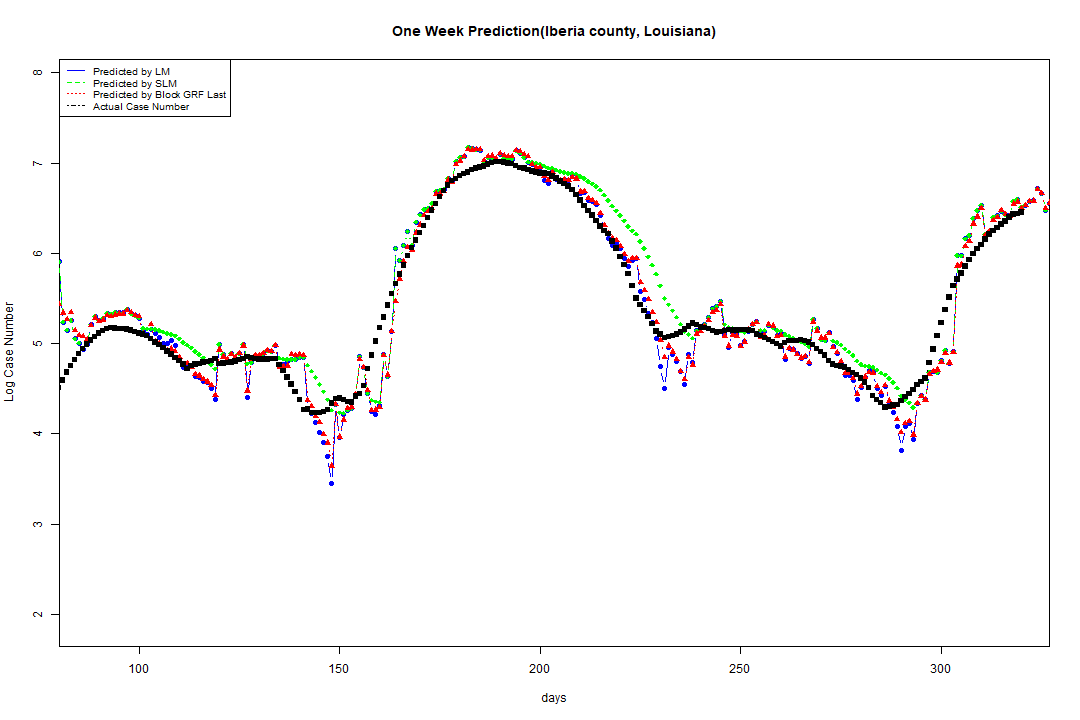 One Week Prediction(Iberia county, Louisiana)
Predicted by LM
Predicted by SLM
Predicted by Block GRF Last
Actual Case Number
8
7
6
5
4
3
2
Log Case Number
100 150 200 250 300
days